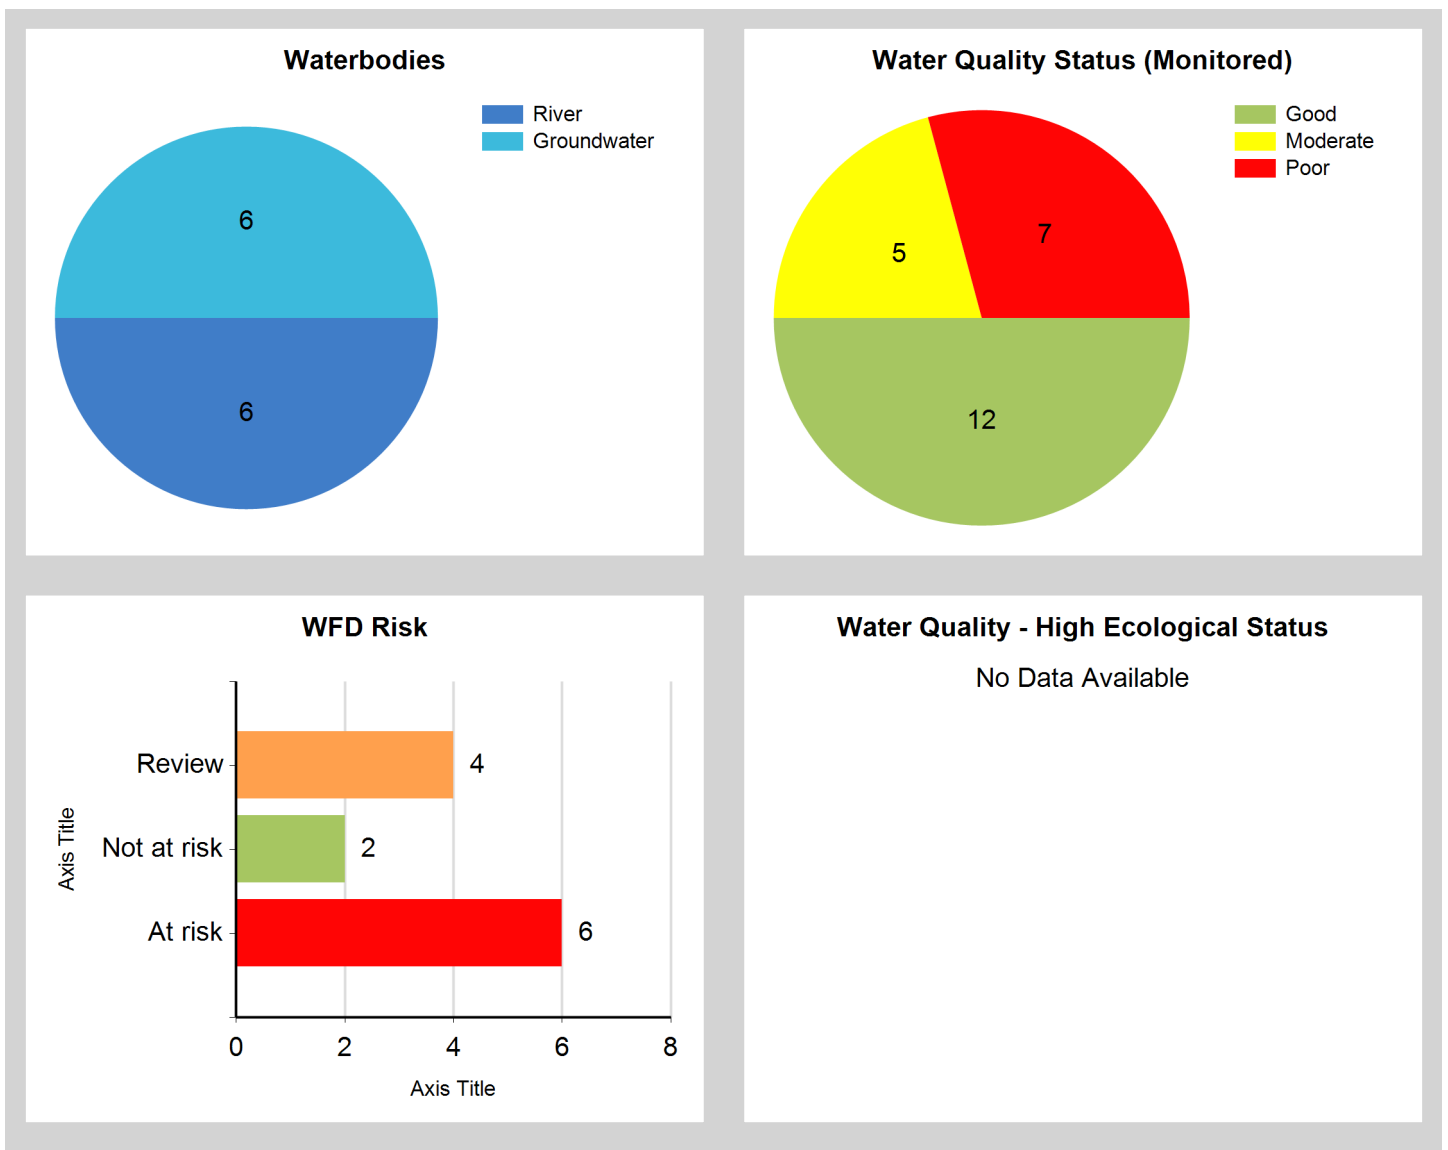 Waterbodies
River
Groundwater
6
6
Water Quality Status (Monitored)
Good
Moderate
Poor
7
5
12
WFD Risk
Review
4
Not at risk
2
At risk
6
0 2 4 6 8
Axis Title
Axis Title
Water Quality - High Ecological Status
No Data Available